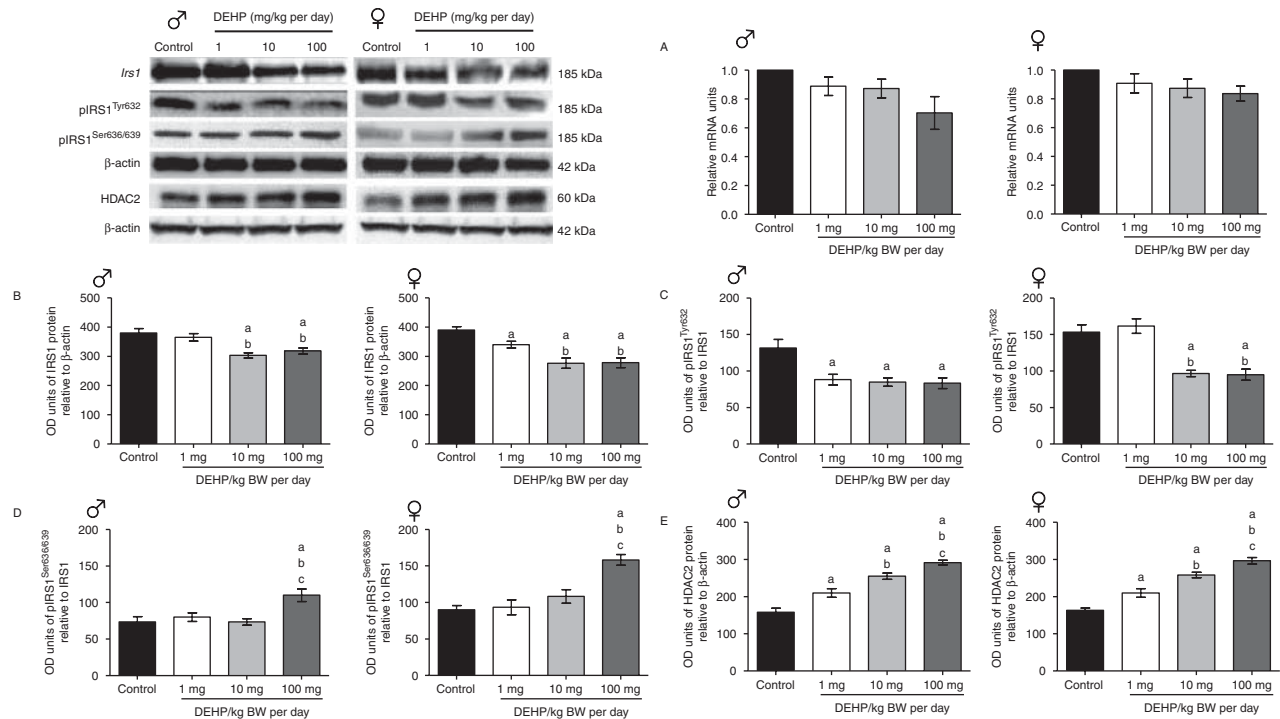 ♂ DEHP (mg/kg per day) ♀ DEHP (mg/kg per day)
Control 1 10 100 Control 1 10 100
Irs1 185 kDa
pIRS1Tyr632 185 kDa
pIRS1Ser636/639 185 kDa
β-actin 42 kDa
HDAC2 60 kDa
β-actin 42 kDa
A
♂
Relative mRNA units
1.0
0.8
0.6
0.4
0.2
0.0
Control 1 mg 10 mg 100 mg
DEHP/kg BW per day
♀
Relative mRNA units
1.0
0.8
0.6
0.4
0.2
0.0
Control 1 mg 10 mg 100 mg
DEHP/kg BW per day
B
♂
OD units of IRS1 protein
relative to β-actin
500
400
300
200
100
0
a a
b b
Control 1 mg 10 mg 100 mg
DEHP/kg BW per day
♀
OD units of IRS1 protein
relative to β-actin
500
400
300
200
100
0
a a a
b b
Control 1 mg 10 mg 100 mg
DEHP/kg BW per day
C
♂
OD units of pIRS1Tyr632
relative to IRS1
200
150
100
50
0
a a a
Control 1 mg 10 mg 100 mg
DEHP/kg BW per day
♀
OD units of pIRS1Tyr632
relative to IRS1
200
150
100
50
0
a a
b b
Control 1 mg 10 mg 100 mg
DEHP/kg BW per day
D
♂
OD units of pIRS1Ser636/639
relative to IRS1
200
150
100
50
0
a
b
c
Control 1 mg 10 mg 100 mg
DEHP/kg BW per day
♀
OD units of pIRS1Ser636/639
relative to IRS1
200
150
100
50
0
a
b
c
Control 1 mg 10 mg 100 mg
DEHP/kg BW per day
E
♂
OD units of HDAC2 protein
relative to β-actin
400
300
200
100
0
a
a b
a b c
Control 1 mg 10 mg 100 mg
DEHP/kg BW per day
♀
OD units of HDAC2 protein
relative to β-actin
400
300
200
100
0
a
a b
a b c
Control 1 mg 10 mg 100 mg
DEHP/kg BW per day